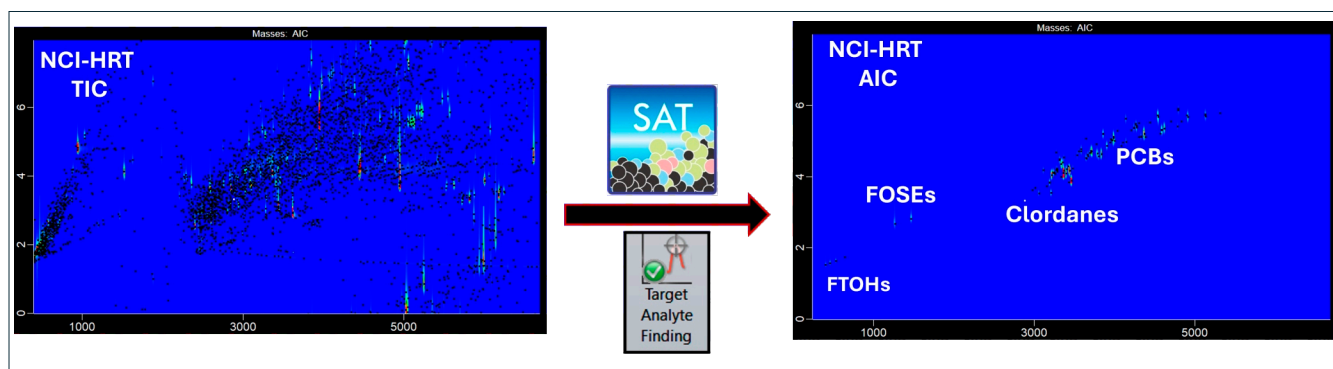 Masses: AIC
NCI-HRT
TIC
6
4
2
0
1000 3000 5000
SAT
Target
Analyte
Finding
Masses: AIC
NCI-HRT
AIC
6
4
2
0
PCBs
FOSEs
Clordanes
FTOHs
1000 3000 5000